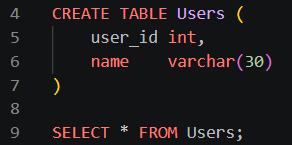 4 CREATE TABLE Users (
5     user_id int,
6     name    varchar(30)
7 )
8
9 SELECT * FROM Users;